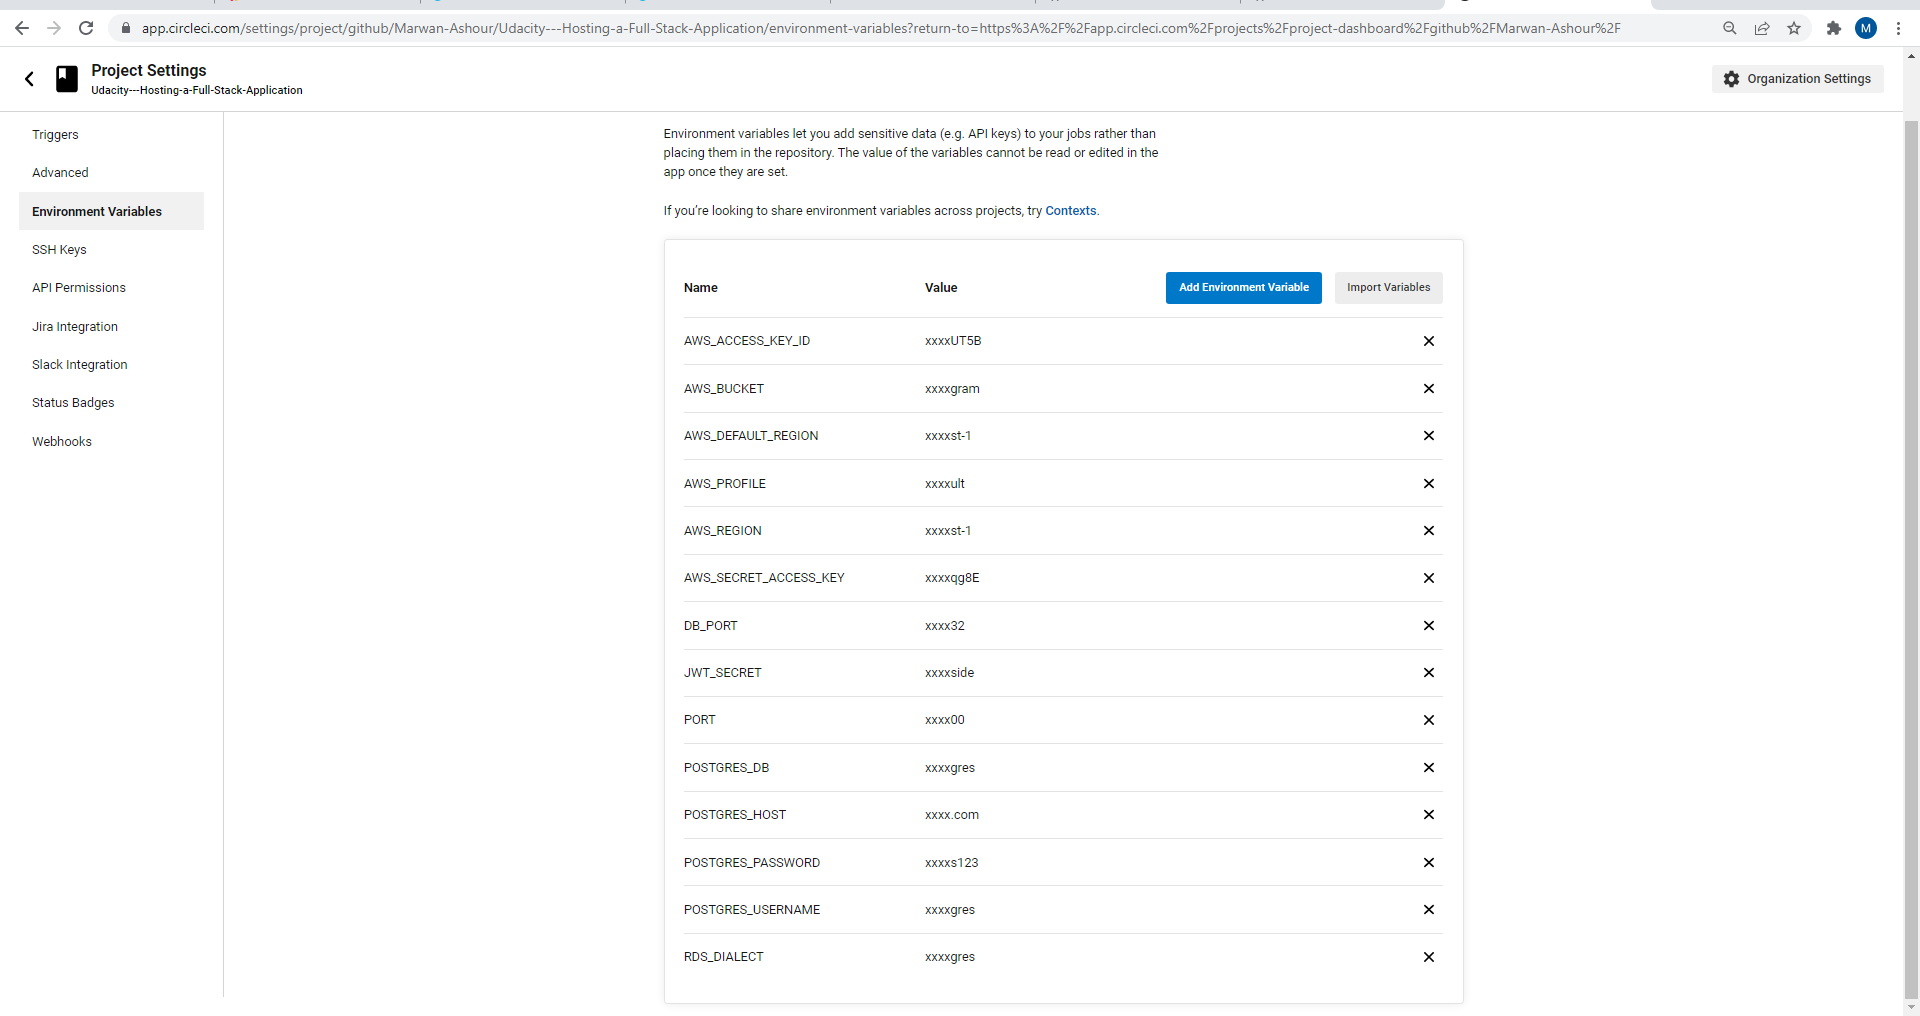 app.circleci.com/settings/project/github/Marwan-Ashour/Udacity---Hosting-a-Full-Stack-Application/environment-variables?return-to=https%3A%2F%2Fapp.circleci.com%2Fprojects%2Fproject-dashboard%2Fgithub%2FMarwan-Ashour%2F
M
Project Settings
Udacity---Hosting-a-Full-Stack-Application
Organization Settings
Triggers
Advanced
Environment Variables
SSH Keys
API Permissions
Jira Integration
Slack Integration
Status Badges
Webhooks
Environment variables let you add sensitive data (e.g. API keys) to your jobs rather than
placing them in the repository. The value of the variables cannot be read or edited in the
app once they are set.
If you’re looking to share environment variables across projects, try Contexts.
Name Value Add Environment Variable Import Variables
AWS_ACCESS_KEY_ID xxxxUT5B
AWS_BUCKET xxxxgram
AWS_DEFAULT_REGION xxxxst-1
AWS_PROFILE xxxxult
AWS_REGION xxxxst-1
AWS_SECRET_ACCESS_KEY xxxxqg8E
DB_PORT xxxx32
JWT_SECRET xxxxside
PORT xxxx00
POSTGRES_DB xxxxgres
POSTGRES_HOST xxxx.com
POSTGRES_PASSWORD xxxxs123
POSTGRES_USERNAME xxxxgres
RDS_DIALECT xxxxgres